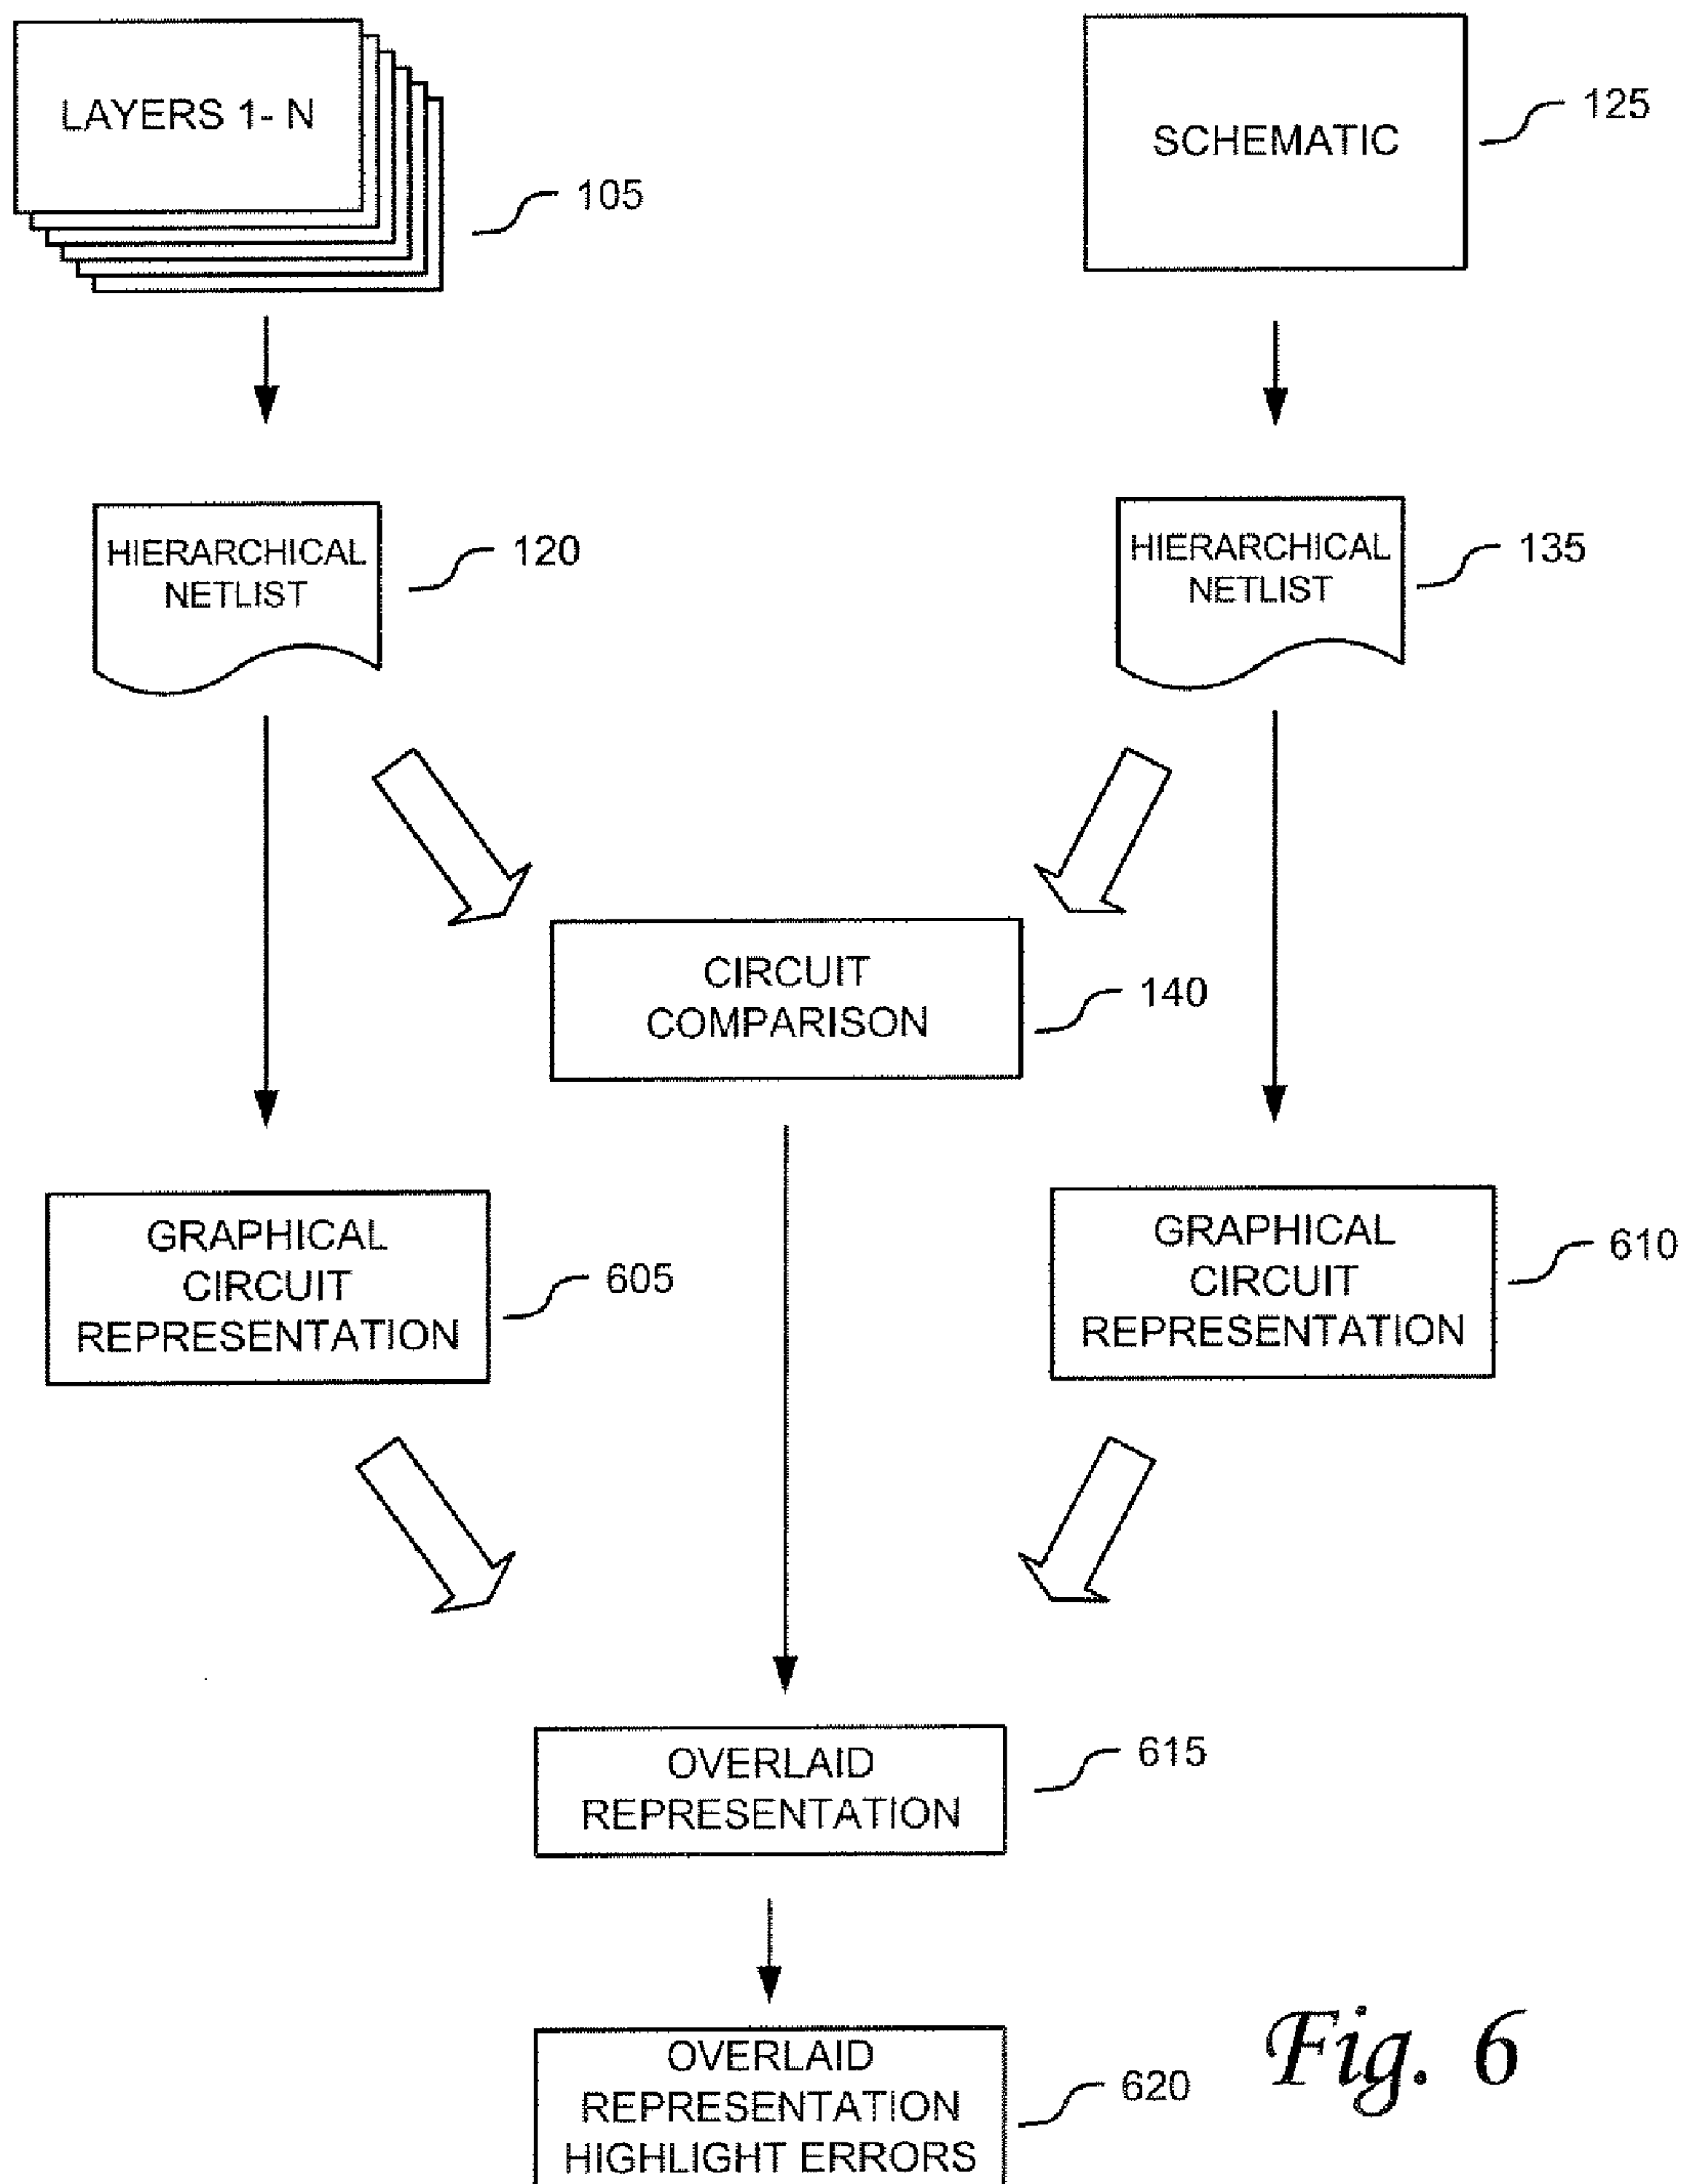 LAYERS 1- N
105
SCHEMATIC
125
HIERARCHICAL
NETLIST
120
HIERARCHICAL
NETLIST
135
CIRCUIT
COMPARISON
140
GRAPHICAL
CIRCUIT
REPRESENTATION
605
GRAPHICAL
CIRCUIT
REPRESENTATION
610
OVERLAID
REPRESENTATION
615
OVERLAID
REPRESENTATION
HIGHLIGHT ERRORS
620
Fig. 6